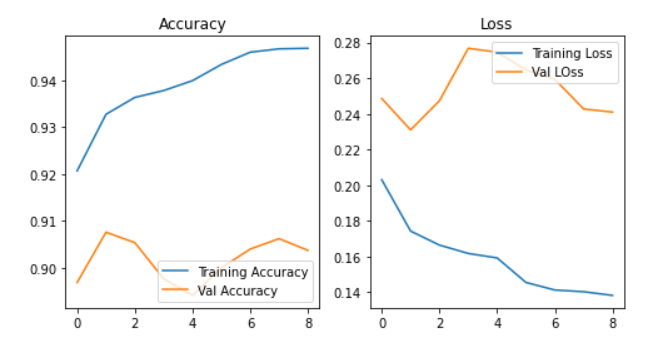 Accuracy
0.94
0.93
0.92
0.91
0.90
Training Accuracy
Val Accuracy
0 2 4 6 8
Loss
0.28
0.26
0.24
0.22
0.20
0.18
0.16
0.14
Training Loss
Val LOss
0 2 4 6 8